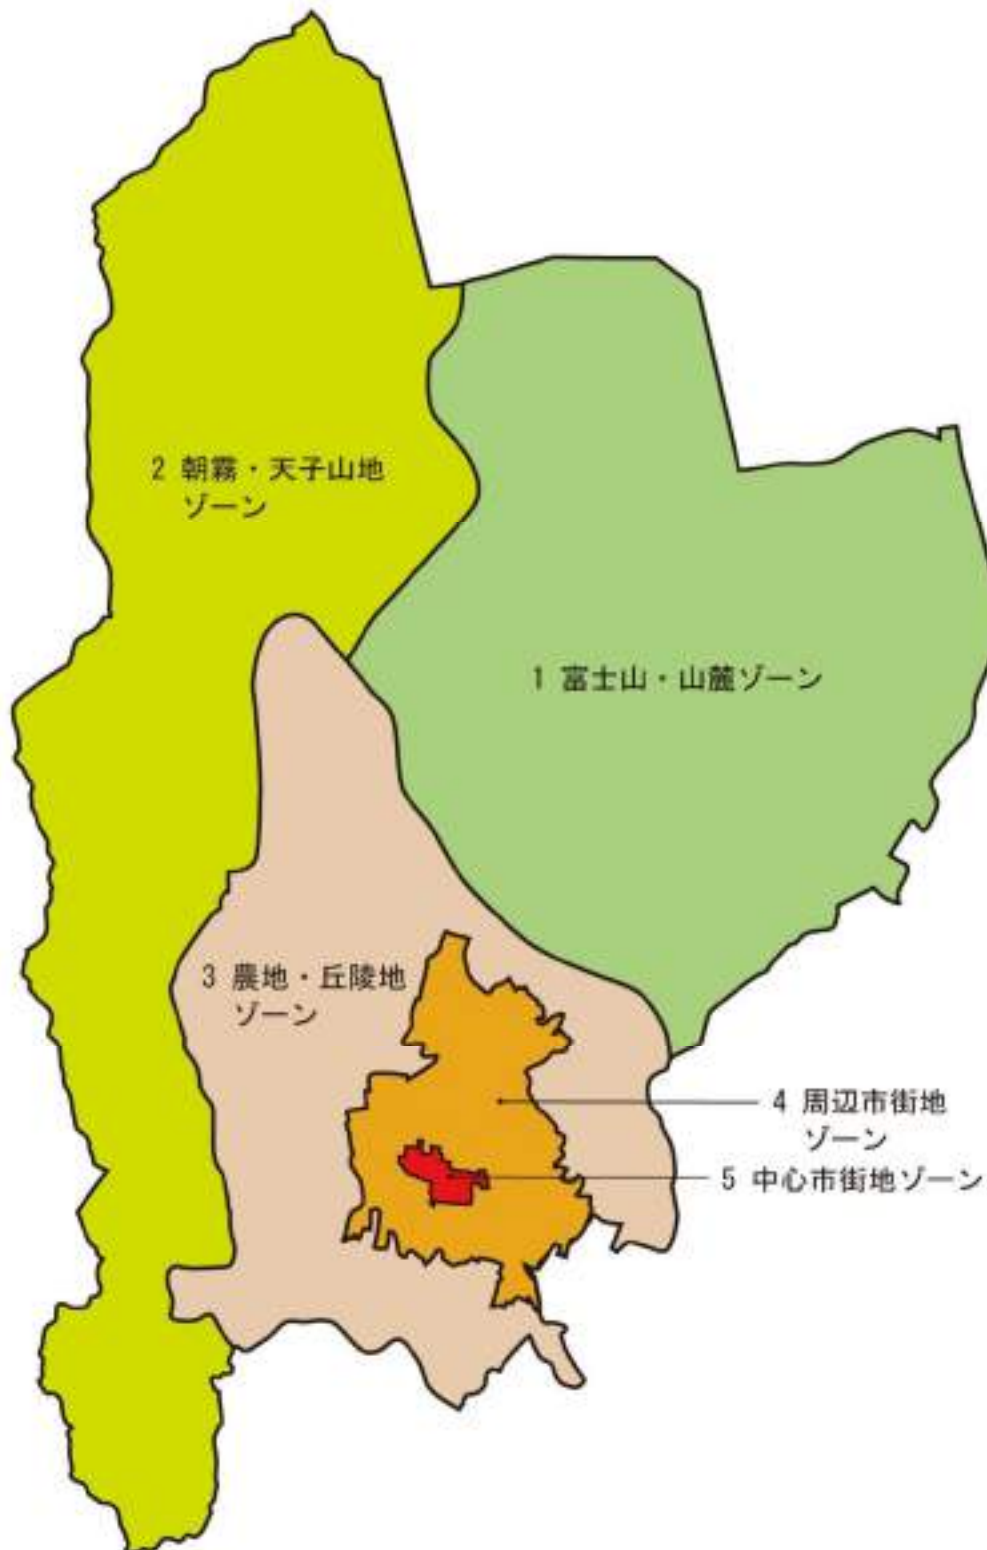 2 朝霧・天子山地
ゾーン
1 富士山・山麓ゾーン
3 農地・丘陵地
ゾーン
4 周辺市街地
ゾーン
5 中心市街地ゾーン